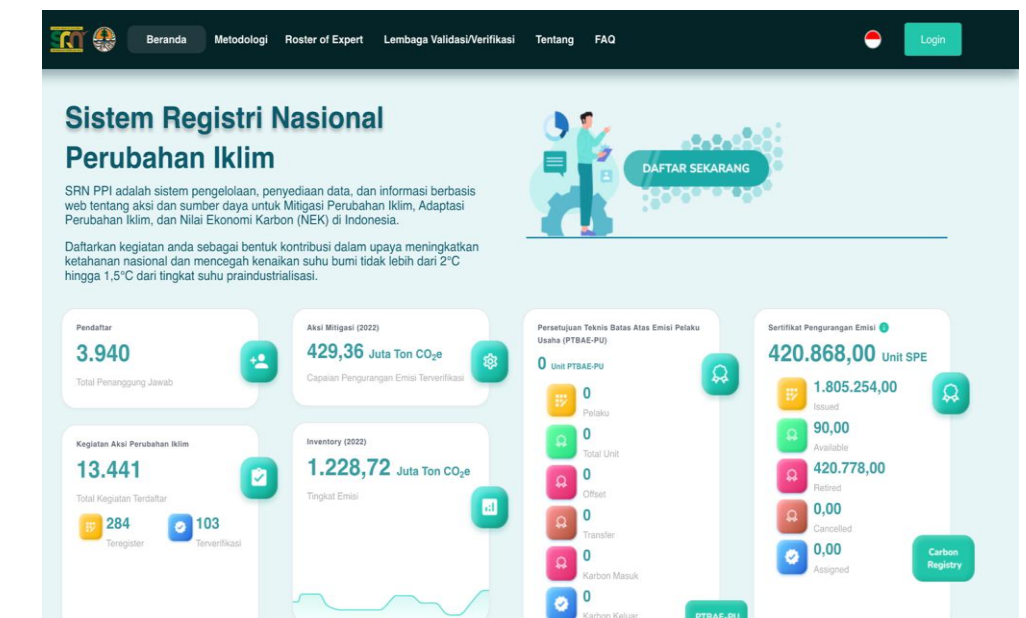 SRN
Beranda Metodologi Roster of Expert Lembaga Validasi/Verifikasi Tentang FAQ Login
Sistem Registri Nasional
Perubahan Iklim
SRN PPI adalah sistem pengelolaan, penyediaan data, dan informasi berbasis
web tentang aksi dan sumber daya untuk Mitigasi Perubahan Iklim, Adaptasi
Perubahan Iklim, dan Nilai Ekonomi Karbon (NEK) di Indonesia.
Daftarkan kegiatan anda sebagai bentuk kontribusi dalam upaya meningkatkan
ketahanan nasional dan mencegah kenaikan suhu bumi tidak lebih dari 2°C
hingga 1,5°C dari tingkat suhu praindustrialisasi.
DAFTAR SEKARANG
Pendaftar
3.940
Total Penanggung Jawab
Aksi Mitigasi (2022)
429,36 Juta Ton CO₂e
Capaian Pengurangan Emisi Terverifikasi
Kegiatan Aksi Perubahan Iklim
13.441
Total Kegiatan Terdaftar
284
Teregister
103
Terverifikasi
Inventory (2022)
1.228,72 Juta Ton CO₂e
Tingkat Emisi
Persetujuan Teknis Batas Atas Emisi Pelaku
Usaha (PTBAE-PU)
0 Unit PTBAE-PU
0
Pelaku
0
Total Unit
0
Offset
0
Transfer
0
Karbon Masuk
0
Karbon Keluar
PTBAE-PU
Sertifikat Pengurangan Emisi
420.868,00 Unit SPE
1.805.254,00
Issued
90,00
Available
420.778,00
Retired
0,00
Cancelled
0,00
Assigned
Carbon
Registry